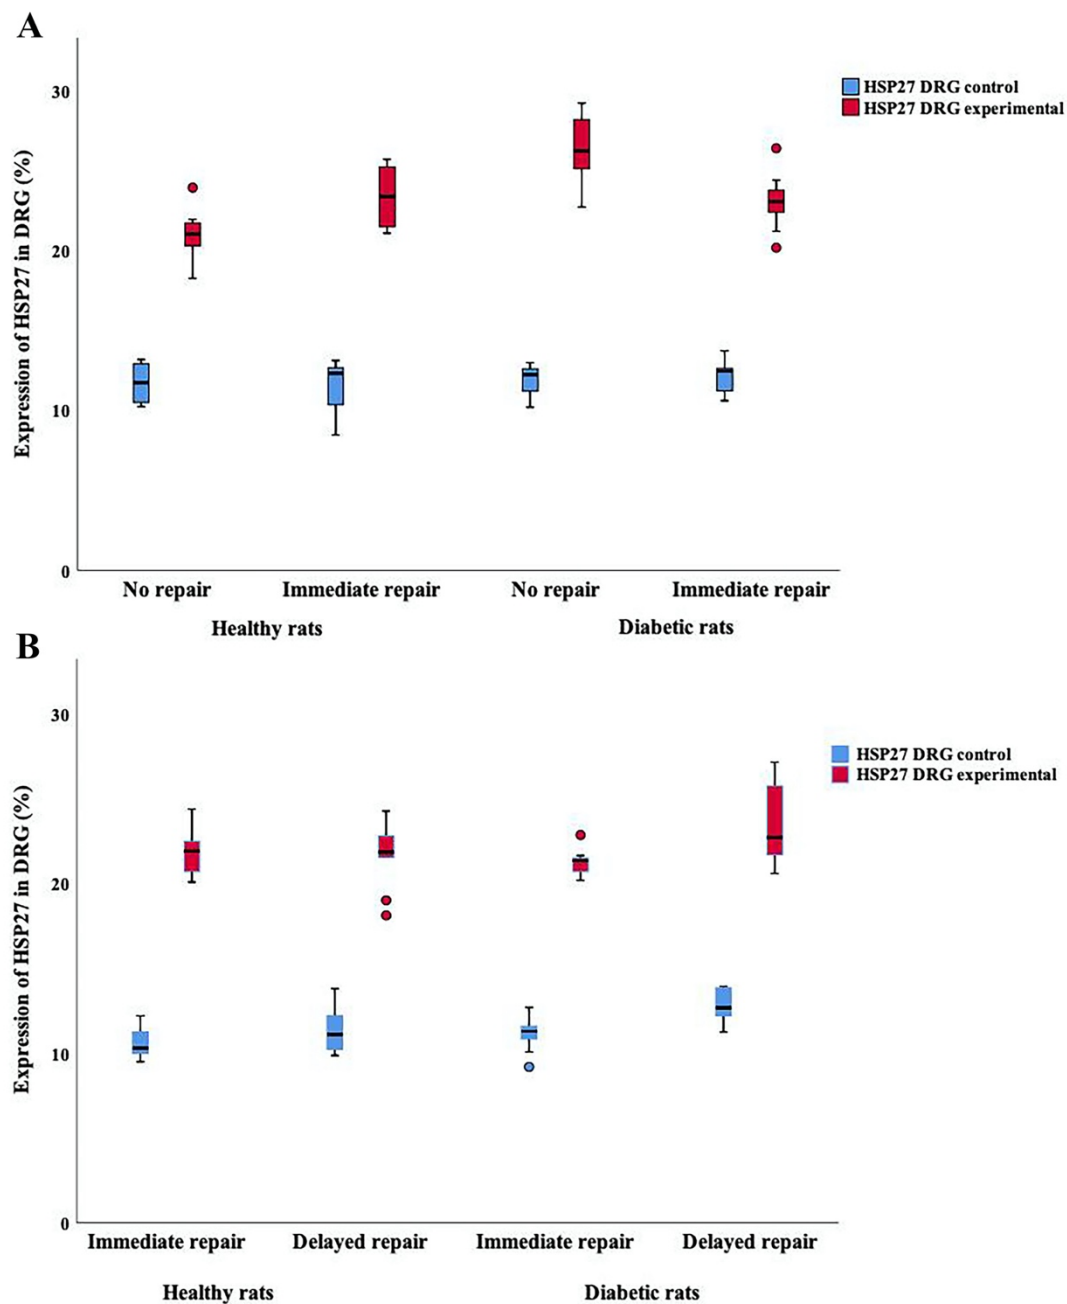 A
30
20
10
0
Expression of HSP27 in DRG (%)
HSP27 DRG control
HSP27 DRG experimental
No repair
Immediate repair
No repair
Immediate repair
Healthy rats
Diabetic rats
B
30
20
10
0
Expression of HSP27 in DRG (%)
HSP27 DRG control
HSP27 DRG experimental
Immediate repair
Delayed repair
Immediate repair
Delayed repair
Healthy rats
Diabetic rats